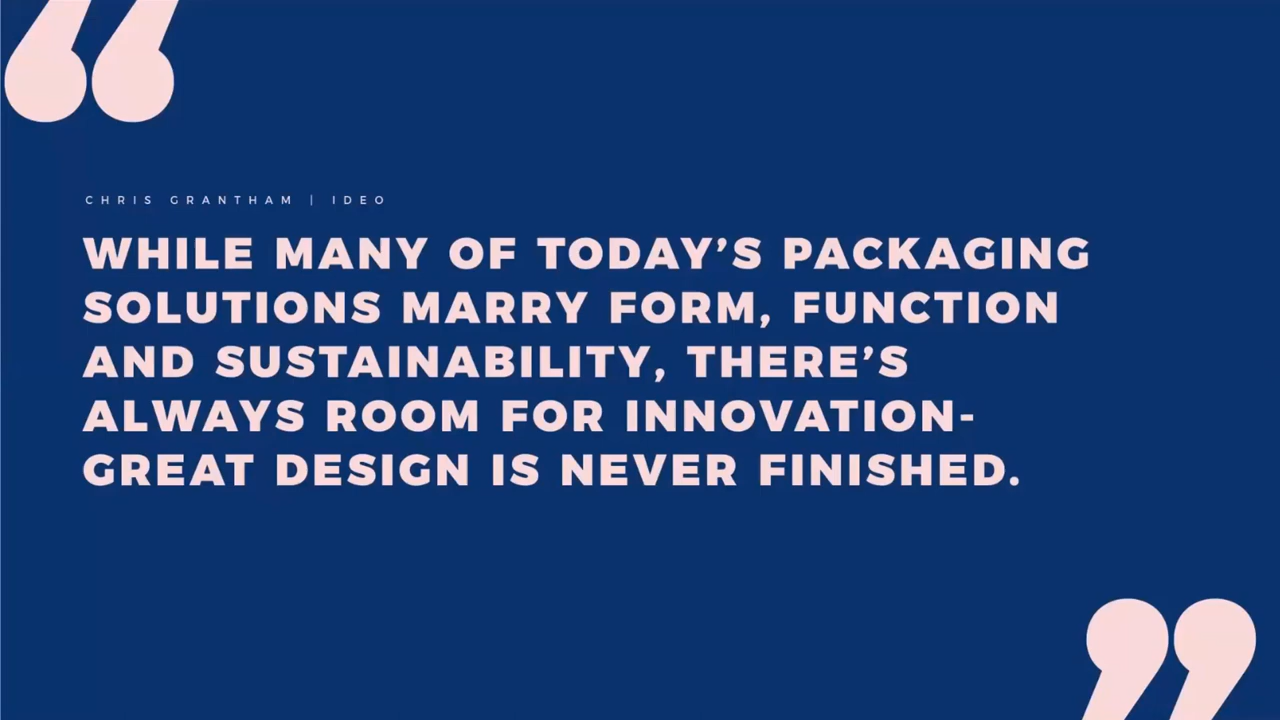 CHRIS GRANTHAM | IDEO
WHILE MANY OF TODAY’S PACKAGING
SOLUTIONS MARRY FORM, FUNCTION
AND SUSTAINABILITY, THERE’S
ALWAYS ROOM FOR INNOVATION-
GREAT DESIGN IS NEVER FINISHED.